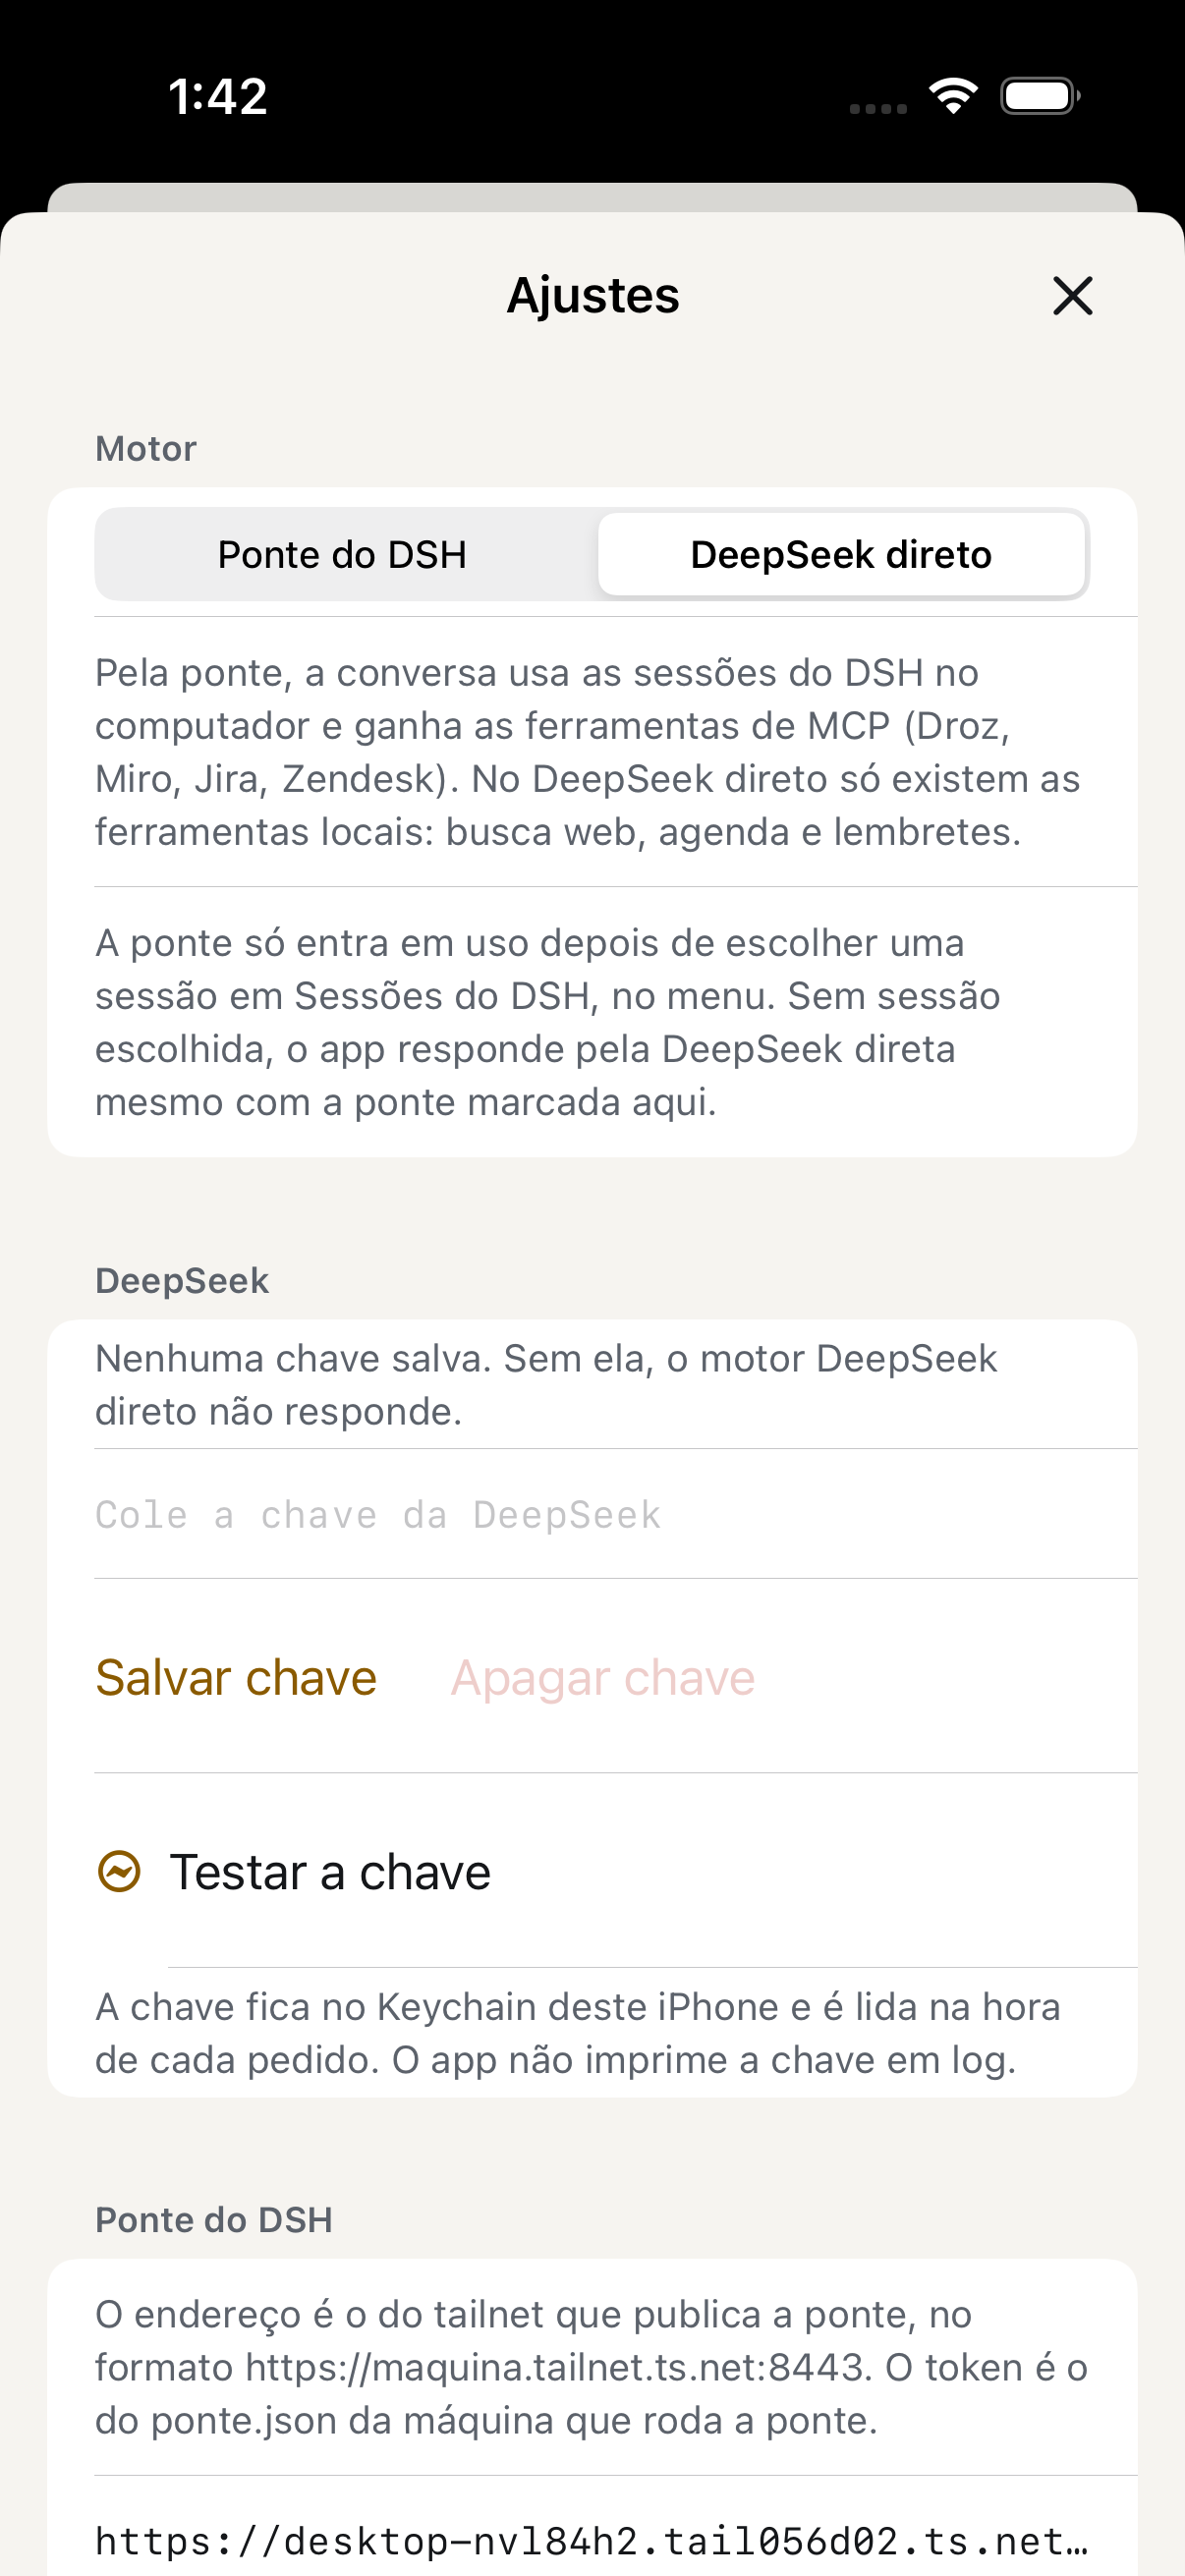 1:42
Ajustes
Motor
Ponte do DSH
DeepSeek direto
Pela ponte, a conversa usa as sessões do DSH no
computador e ganha as ferramentas de MCP (Droz,
Miro, Jira, Zendesk). No DeepSeek direto só existem as
ferramentas locais: busca web, agenda e lembretes.
A ponte só entra em uso depois de escolher uma
sessão em Sessões do DSH, no menu. Sem sessão
escolhida, o app responde pela DeepSeek direta
mesmo com a ponte marcada aqui.
DeepSeek
Nenhuma chave salva. Sem ela, o motor DeepSeek
direto não responde.
Cole a chave da DeepSeek
Salvar chave
Apagar chave
Testar a chave
A chave fica no Keychain deste iPhone e é lida na hora
de cada pedido. O app não imprime a chave em log.
Ponte do DSH
O endereço é o do tailnet que publica a ponte, no
formato https://maquina.tailnet.ts.net:8443. O token é o
do ponte.json da máquina que roda a ponte.
https://desktop-nvl84h2.tail056d02.ts.net…